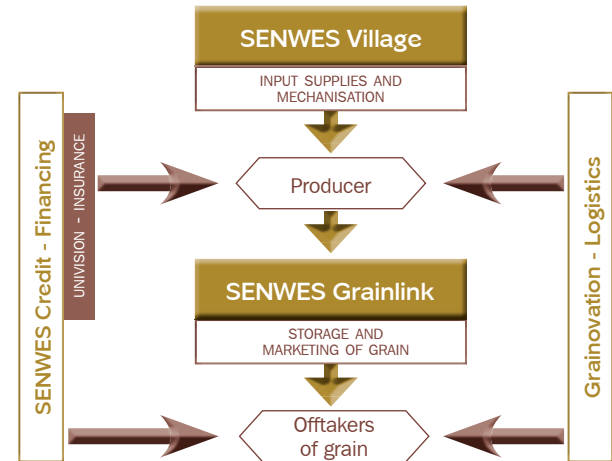 SENWES Village
INPUT SUPPLIES AND
MECHANISATION
SENWES Credit - Financing
UNIVISION - INSURANCE
Producer
Grainovation - Logistics
SENWES Grainlink
STORAGE AND
MARKETING OF GRAIN
Offtakers
of grain